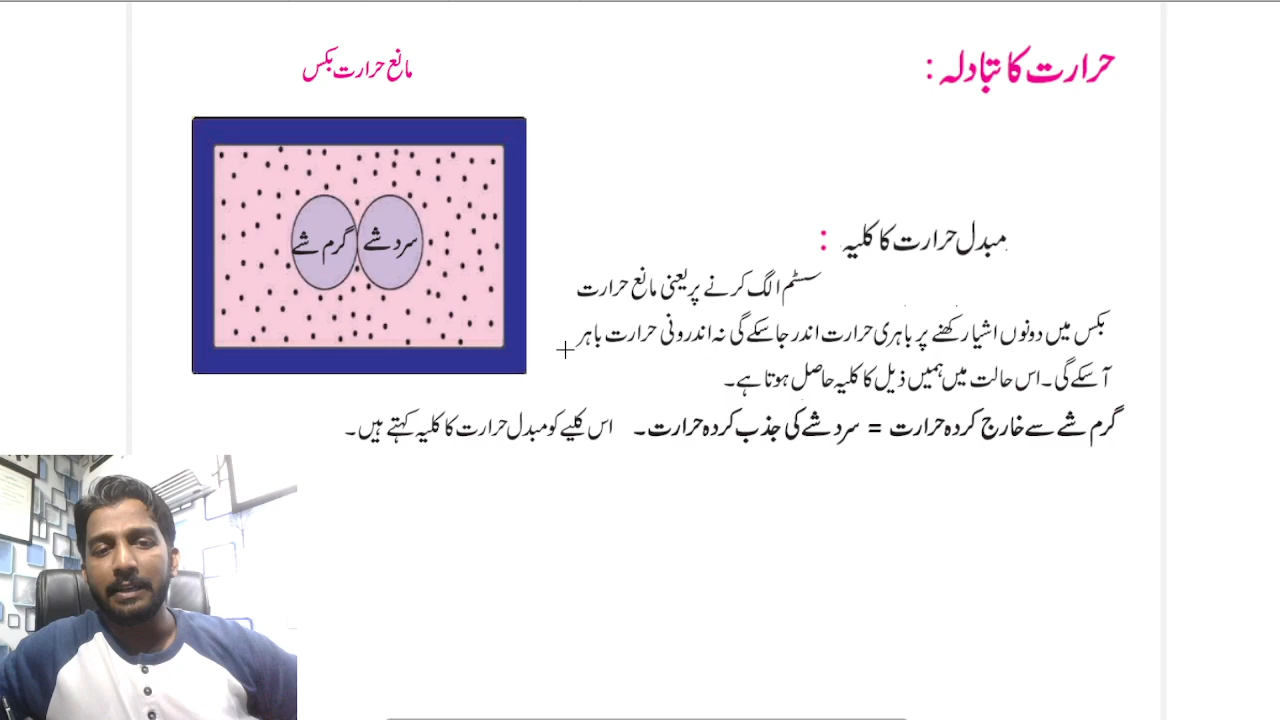 حرارت کا تبادلہ :
مانع حرارت بکس
گرم شے
سرد شے
مبدل حرارت کا کلیہ :
سسٹم الگ کرنے پر یعنی مانع حرارت
بکس میں دونوں اشیا رکھنے پر باہری حرارت اندر جاسکے گی نہ اندرونی حرارت باہر
آسکے گی۔ اس حالت میں ہمیں ذیل کا کلیہ حاصل ہوتا ہے۔
گرم شے سے خارج کردہ حرارت = سرد شے کی جذب کردہ حرارت۔ اس کلیے کو مبدل حرارت کا کلیہ کہتے ہیں۔